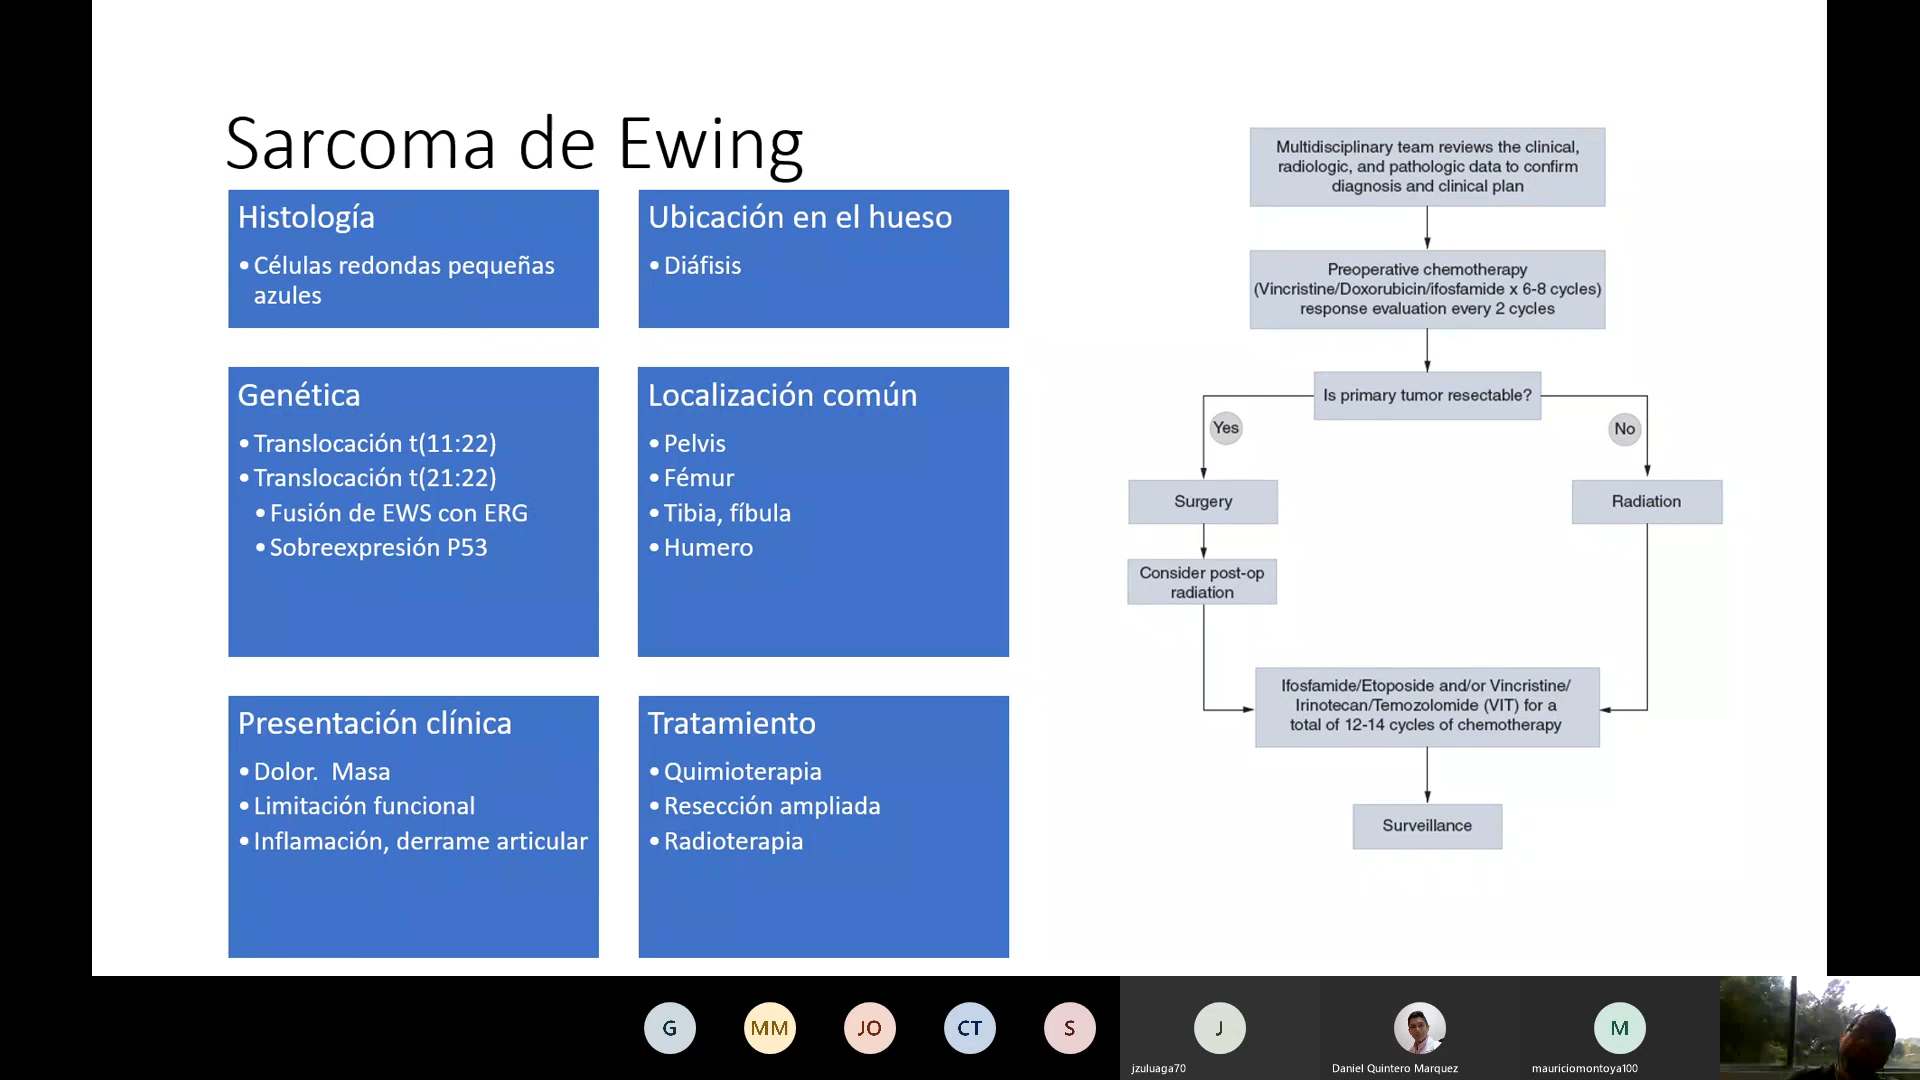 Sarcoma de Ewing
Histología
•Células redondas pequeñas
azules
Ubicación en el hueso
•Diáfisis
Genética
•Translocación t(11:22)
•Translocación t(21:22)
•Fusión de EWS con ERG
•Sobreexpresión P53
Localización común
•Pelvis
•Fémur
•Tibia, fíbula
•Humero
Presentación clínica
•Dolor.  Masa
•Limitación funcional
•Inflamación, derrame articular
Tratamiento
•Quimioterapia
•Resección ampliada
•Radioterapia
Multidisciplinary team reviews the clinical,
radiologic, and pathologic data to confirm
diagnosis and clinical plan
Preoperative chemotherapy
(Vincristine/Doxorubicin/ifosfamide x 6-8 cycles)
response evaluation every 2 cycles
Is primary tumor resectable?
Yes
No
Surgery
Radiation
Consider post-op
radiation
Ifosfamide/Etoposide and/or Vincristine/
Irinotecan/Temozolomide (VIT) for a
total of 12-14 cycles of chemotherapy
Surveillance
G
MM
JO
CT
S
J
M
jzuluaga70
Daniel Quintero Marquez
mauriciomontoya100